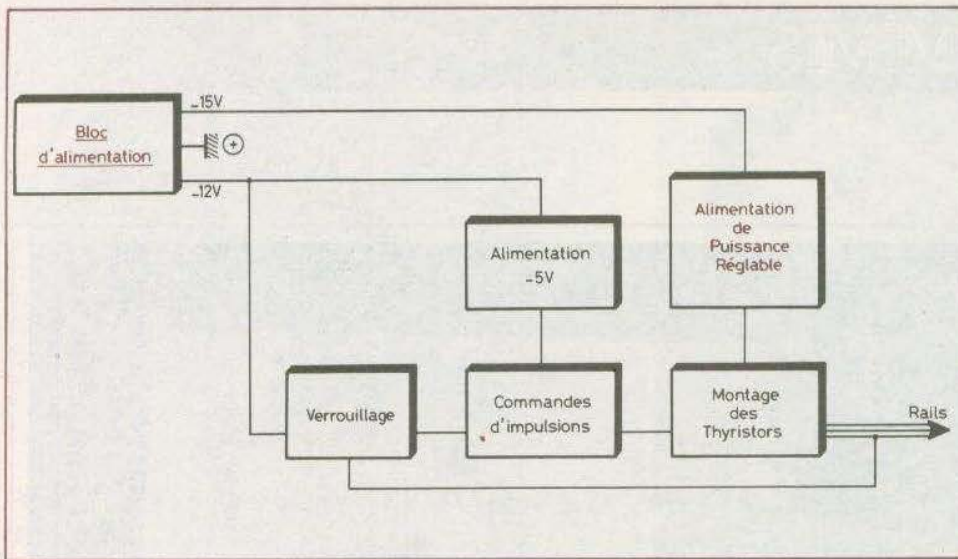 -15V
Bloc
d'alimentation
+
-12V
Alimentation
-5V
Alimentation
de
Puissance
Réglable
Verrouillage
Commandes
d'impulsions
Montage
des
Thyristors
Rails